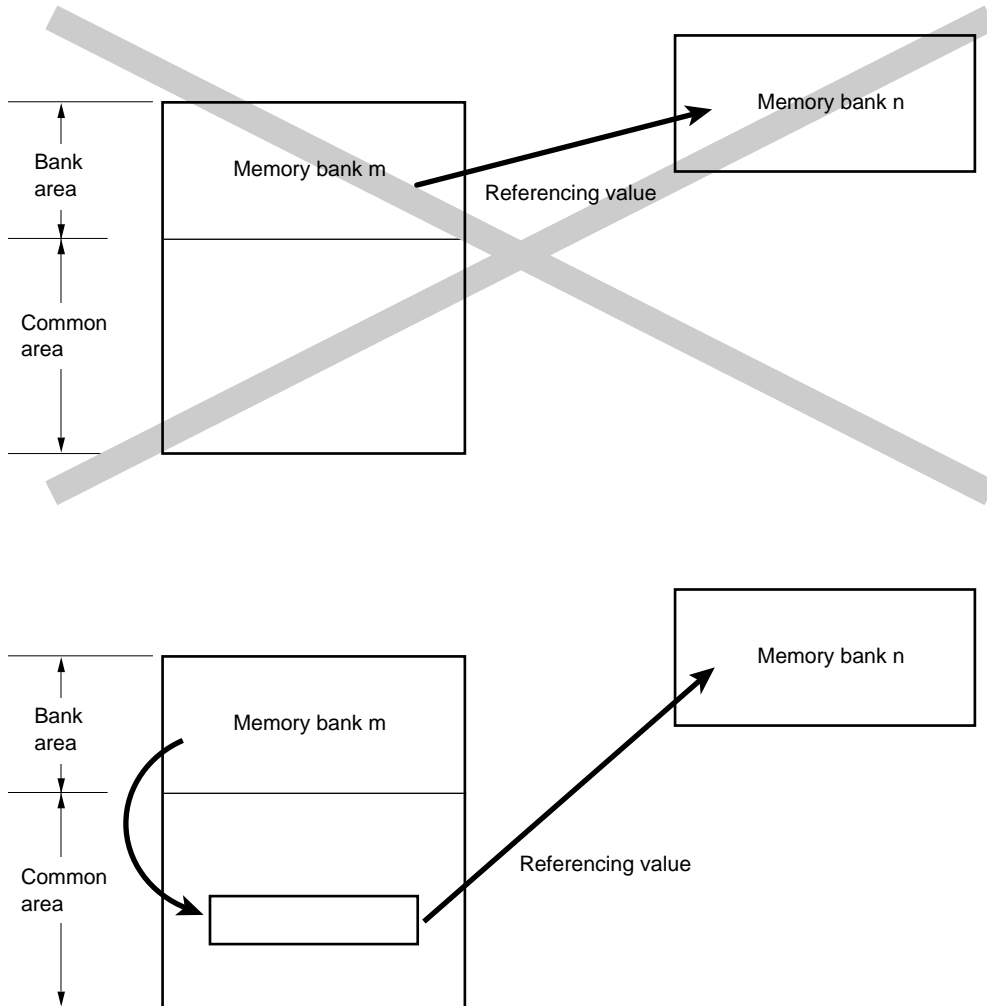 Memory bank n
Bank
area
Memory bank m
Referencing value
Common
area
Memory bank n
Bank
area
Memory bank m
Referencing value
Common
area